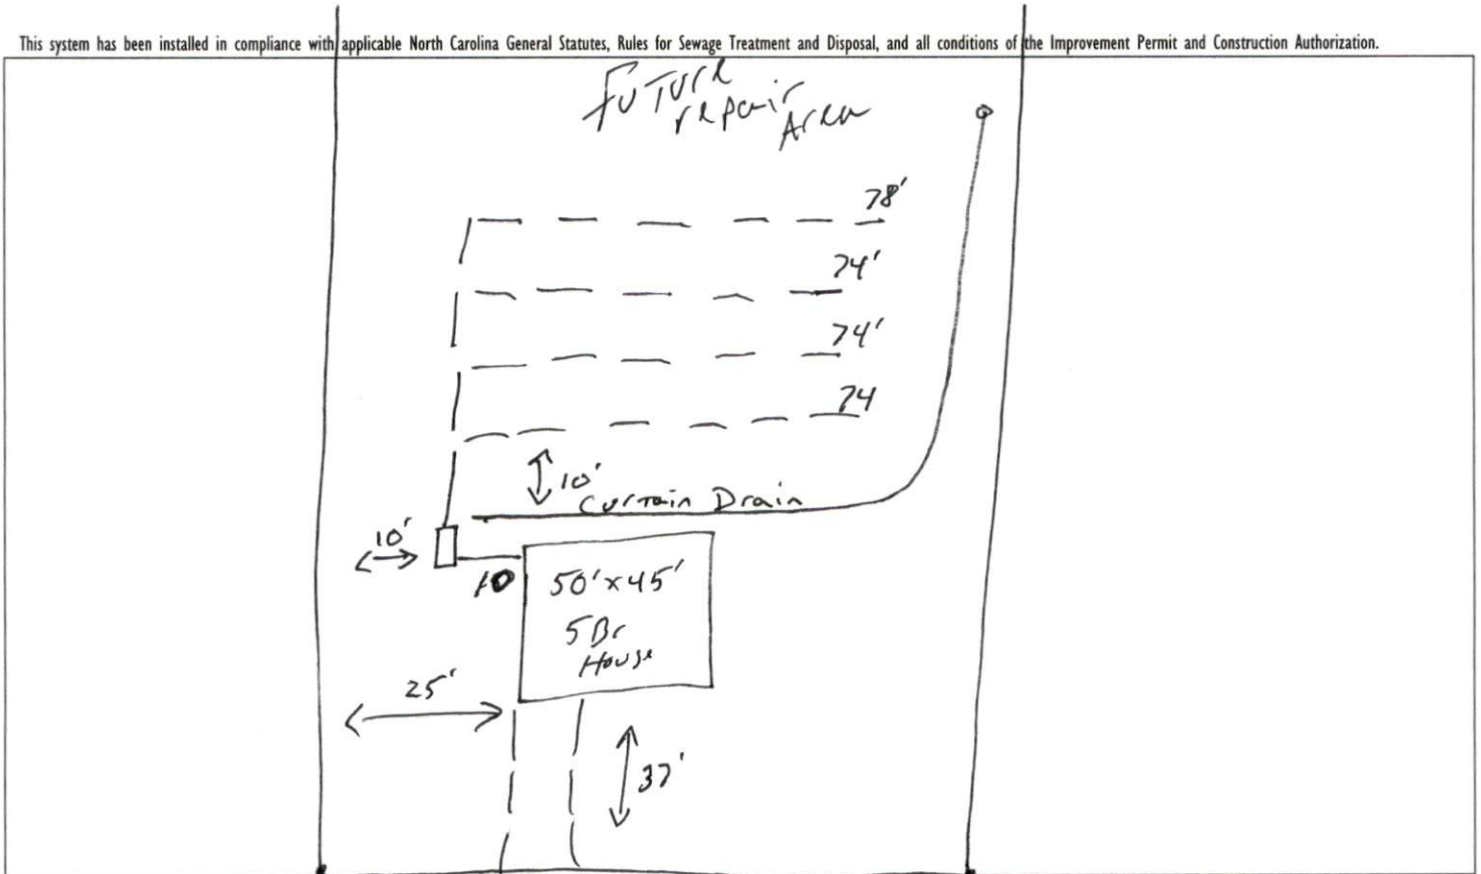 This system has been installed in compliance with applicable North Carolina General Statutes, Rules for Sewage Treatment and Disposal, and all conditions of the Improvement Permit and Construction Authorization.
Future
repair
Area
78'
74'
74'
74
10'
Curtain Drain
10'
10
50'x45'
5 Br
House
25'
37'